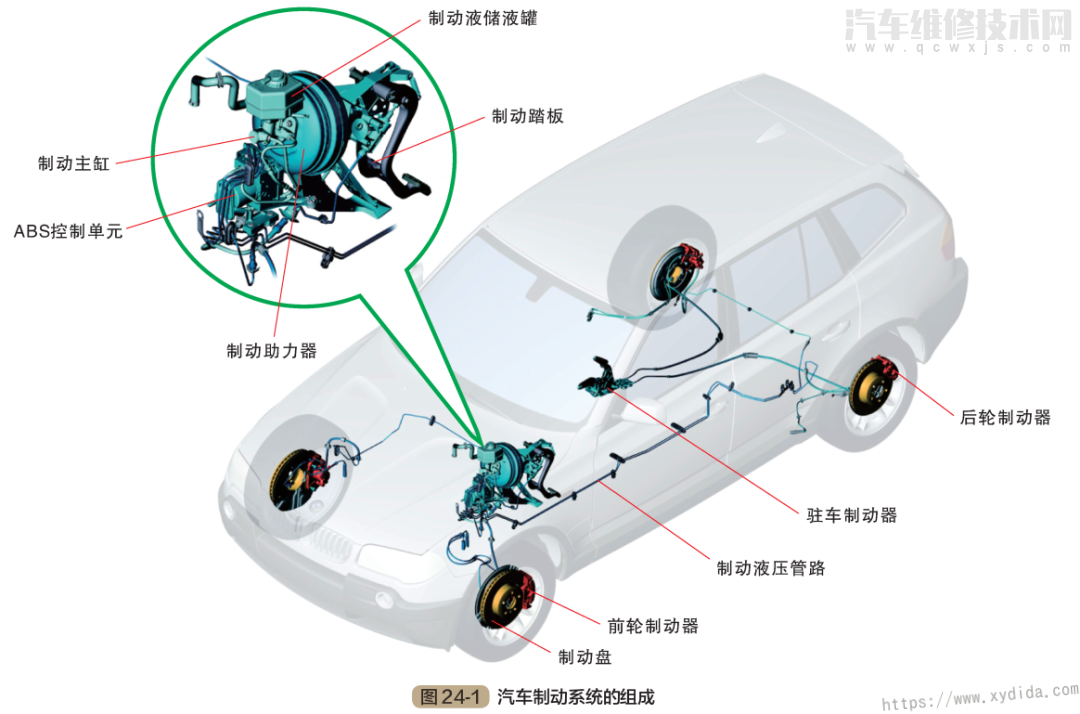 制动液储液罐
汽车维修技术网
www.qcwxjs.com
制动踏板
制动主缸
ABS控制单元
制动助力器
后轮制动器
驻车制动器
制动液压管路
前轮制动器
制动盘
图24-1 汽车制动系统的组成
https://www.xydida.com